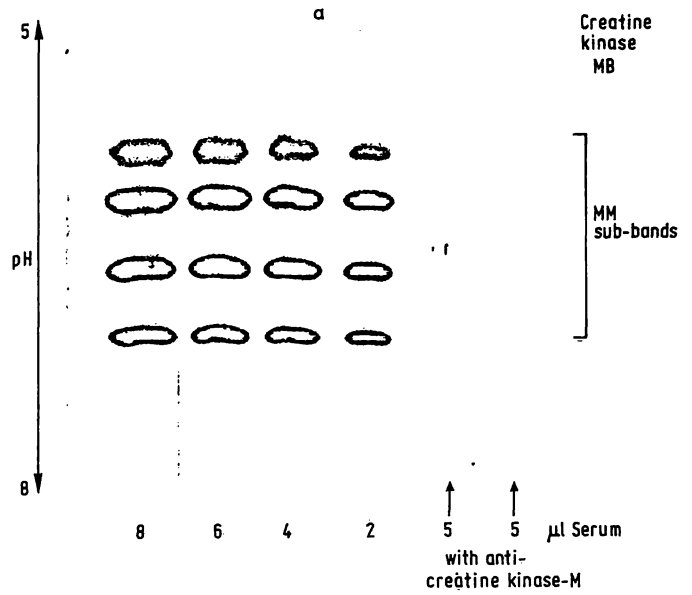 a
5
Creatine
kinase
MB
pH
MM
sub-bands
8
8 6 4 2 5 5 µl Serum
with anti-
creatine kinase-M